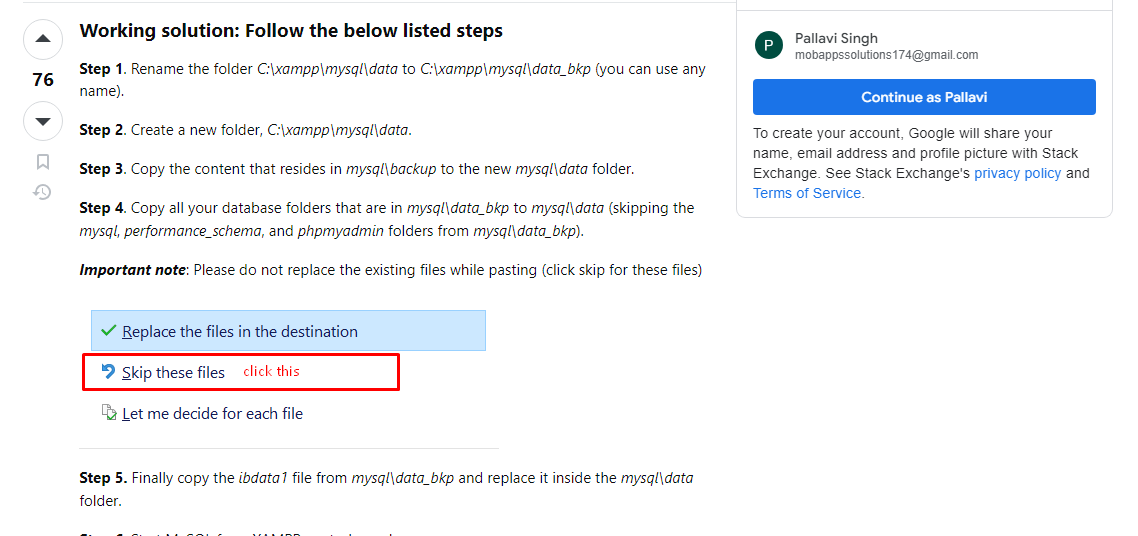 Working solution: Follow the below listed steps
76
Step 1. Rename the folder C:\xampp\mysql\data to C:\xampp\mysql\data_bkp (you can use any
name).
Step 2. Create a new folder, C:\xampp\mysql\data.
Step 3. Copy the content that resides in mysql\backup to the new mysql\data folder.
Step 4. Copy all your database folders that are in mysql\data_bkp to mysql\data (skipping the
mysql, performance_schema, and phpmyadmin folders from mysql\data_bkp).
Important note: Please do not replace the existing files while pasting (click skip for these files)
Replace the files in the destination
Skip these files click this
Let me decide for each file
Step 5. Finally copy the ibdata1 file from mysql\data_bkp and replace it inside the mysql\data
folder.
P
Pallavi Singh
mobappssolutions174@gmail.com
Continue as Pallavi
To create your account, Google will share your
name, email address and profile picture with Stack
Exchange. See Stack Exchange's privacy policy and
Terms of Service.